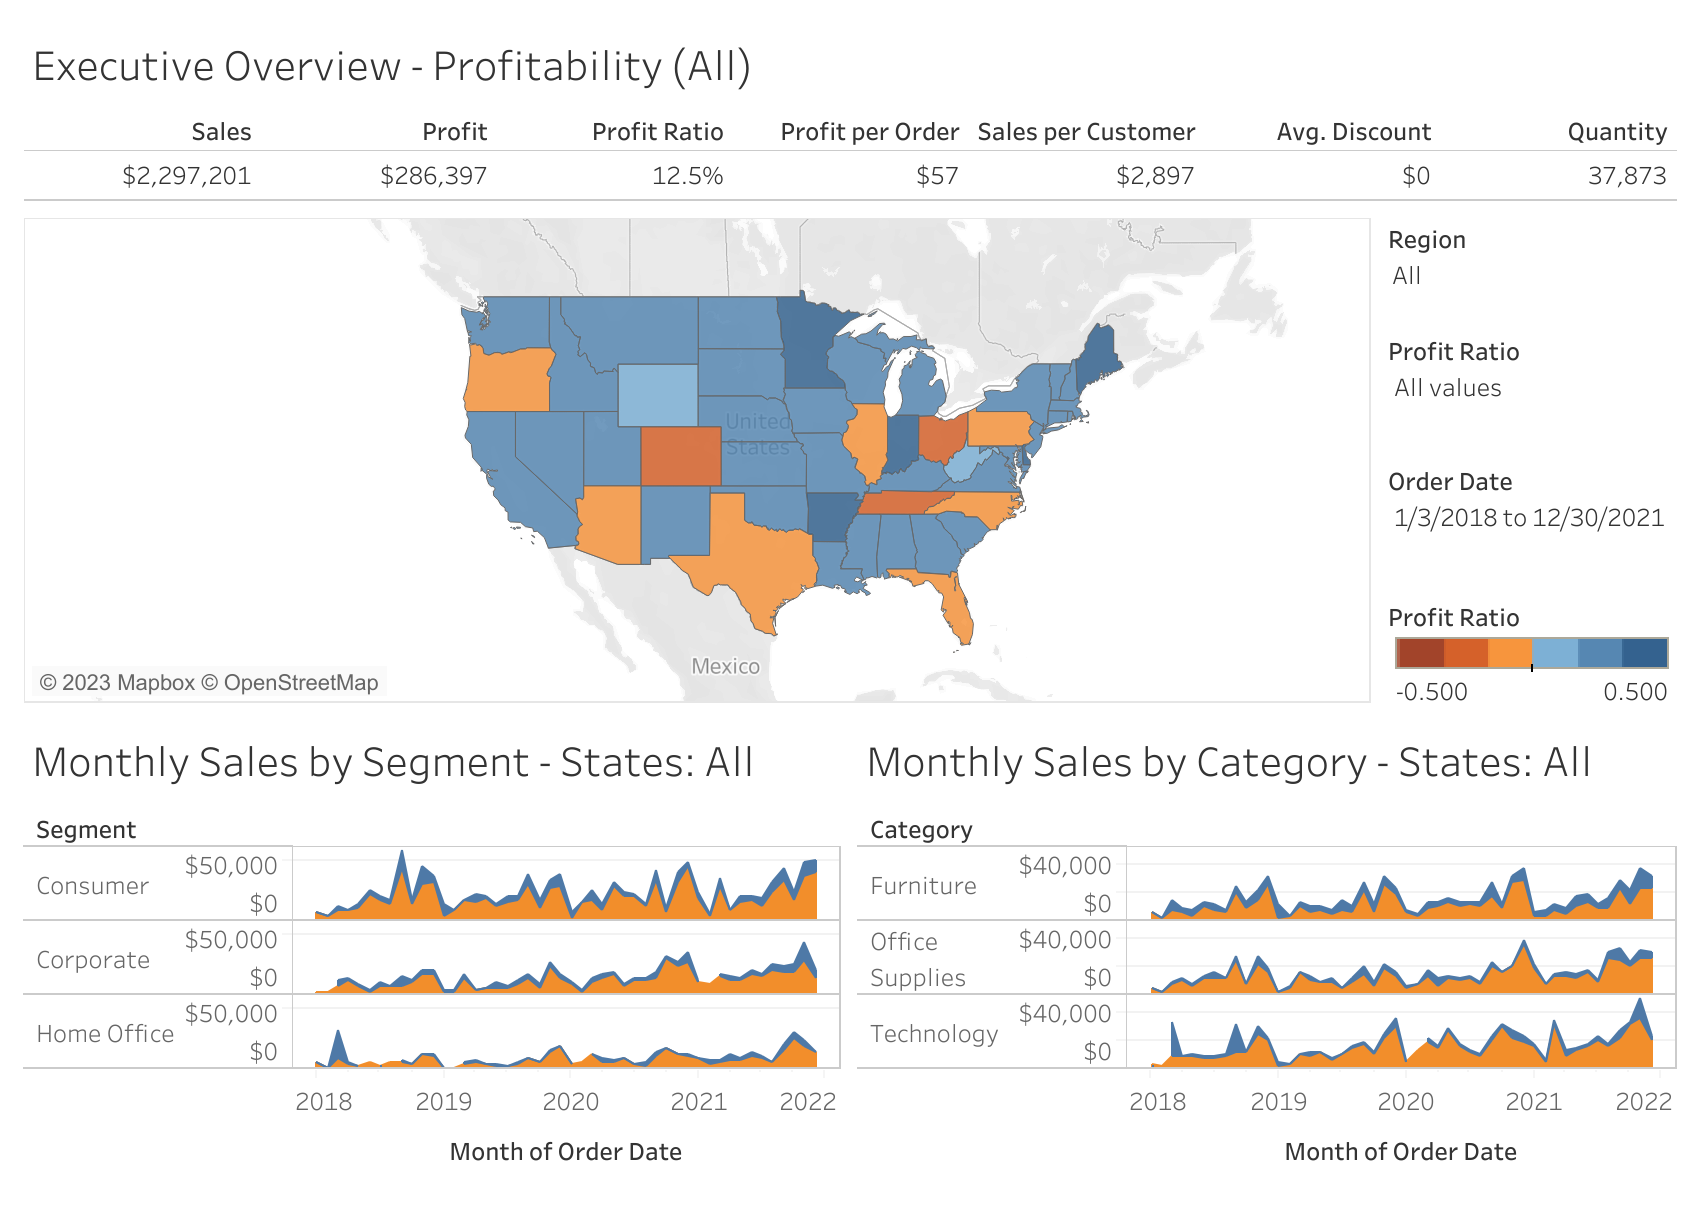 Executive Overview - Profitability (All)
Sales Profit Profit Ratio Profit per Order Sales per Customer Avg. Discount Quantity
$2,297,201 $286,397 12.5% $57 $2,897 $0 37,873
Region
All
Profit Ratio
All values
Order Date
1/3/2018 to 12/30/2021
Profit Ratio
-0.500 0.500
United
States
Mexico
© 2023 Mapbox © OpenStreetMap
Monthly Sales by Segment - States: All
Segment
Consumer
$50,000
$0
Corporate
$50,000
$0
Home Office
$50,000
$0
2018 2019 2020 2021 2022
Month of Order Date
Monthly Sales by Category - States: All
Category
Furniture
$40,000
$0
Office
Supplies
$40,000
$0
Technology
$40,000
$0
2018 2019 2020 2021 2022
Month of Order Date